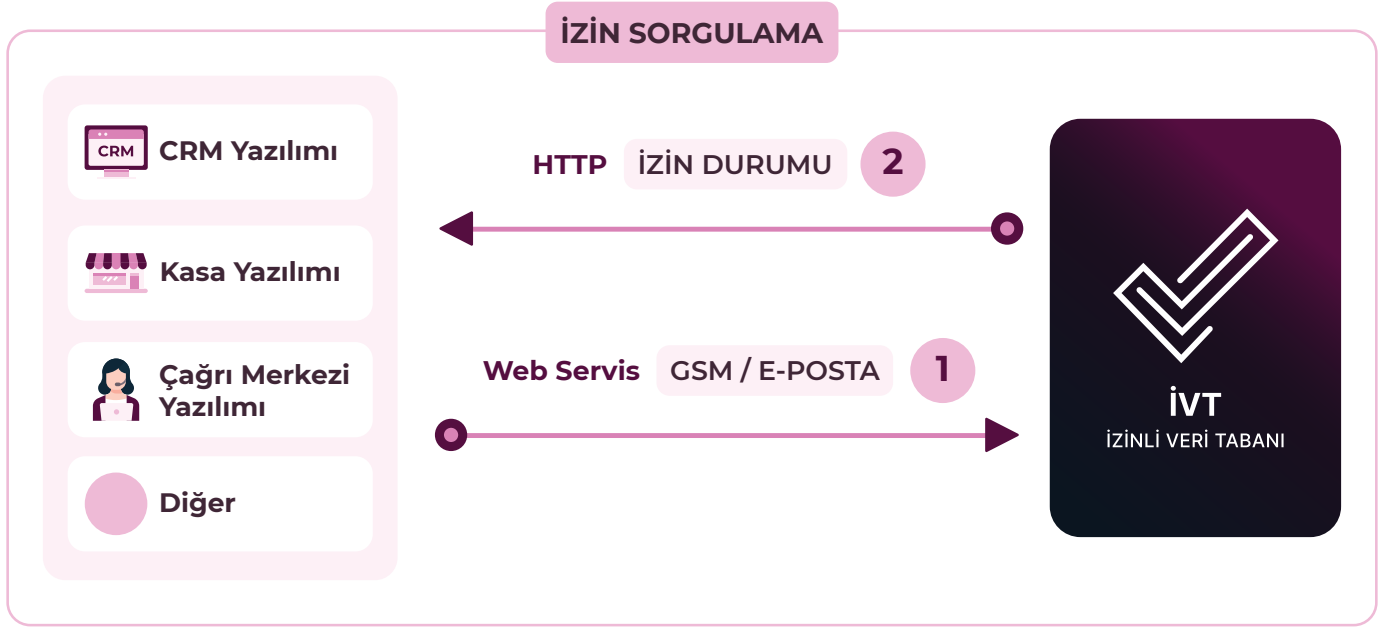 İZİN SORGULAMA
CRM
CRM Yazılımı
Kasa Yazılımı
Çağrı Merkezi
Yazılımı
Diğer
HTTP İZİN DURUMU 2
Web Servis GSM / E-POSTA 1
İVT
İZİNLİ VERİ TABANI